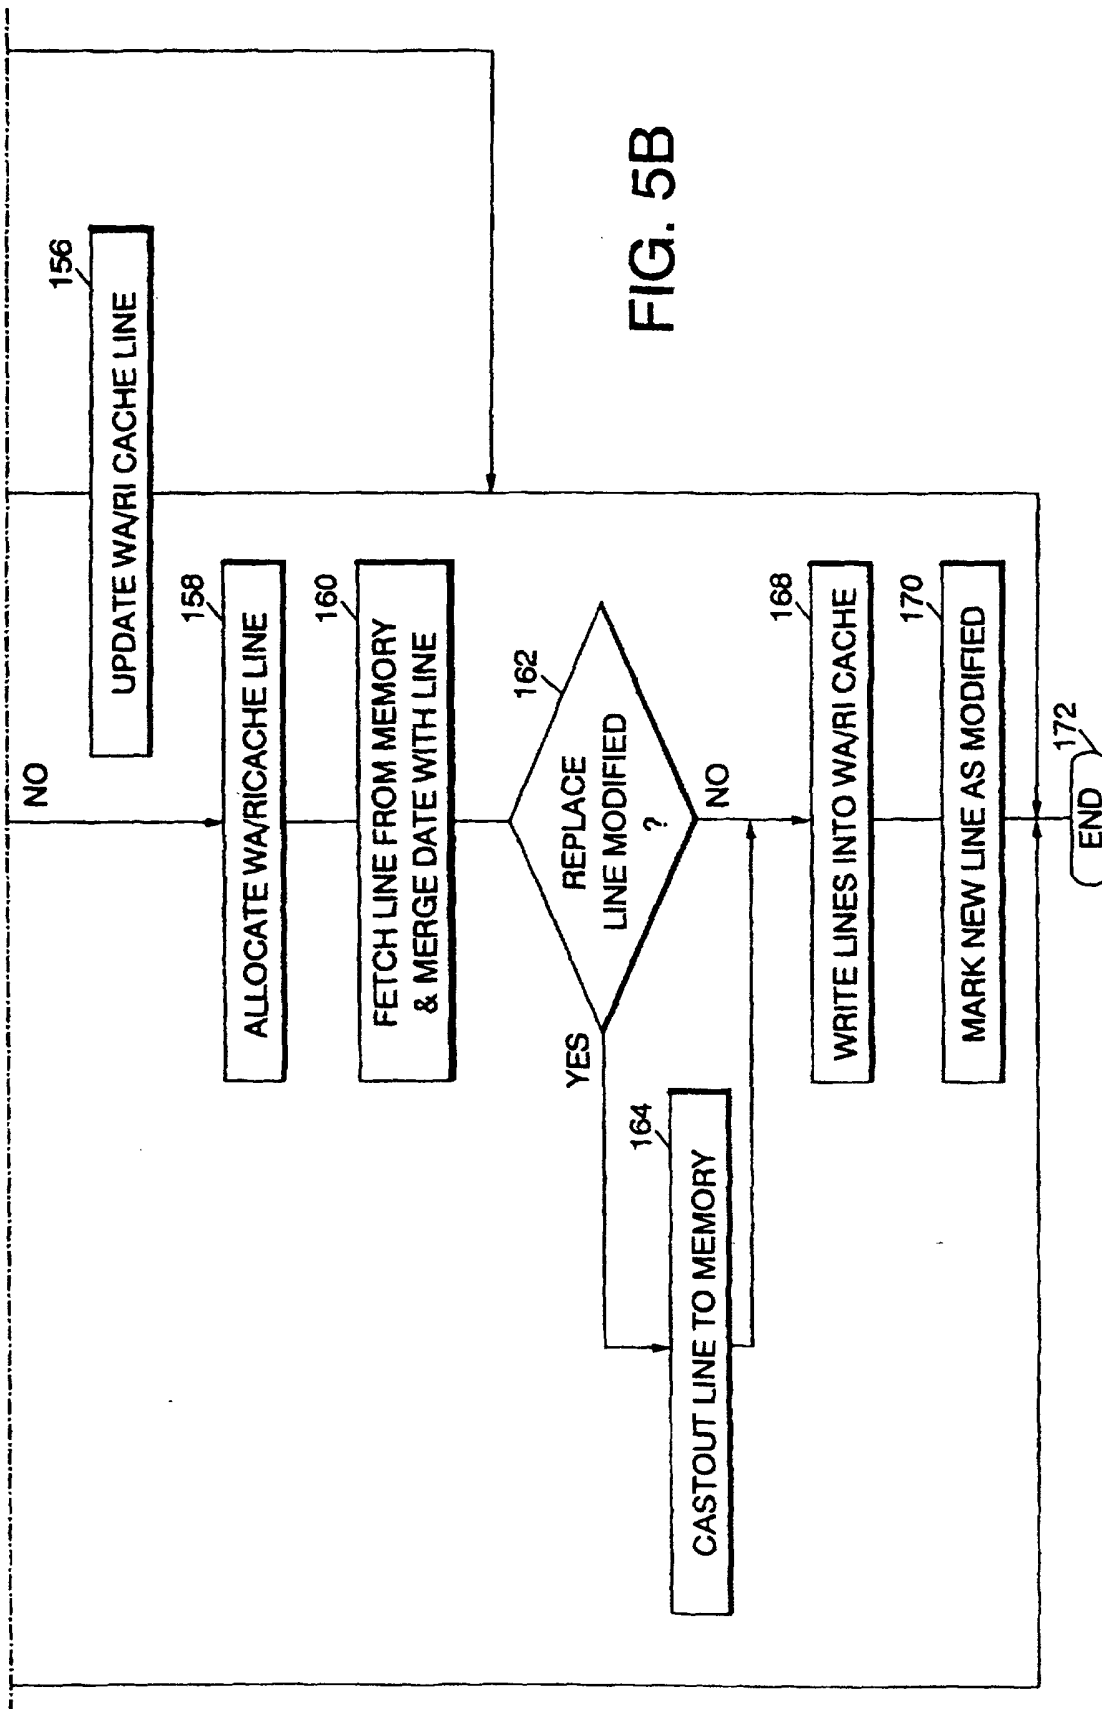 156
UPDATE WA/RI CACHE LINE
NO
158
ALLOCATE WA/RICACHE LINE
160
FETCH LINE FROM MEMORY
& MERGE DATE WITH LINE
162
REPLACE
LINE MODIFIED
?
YES
NO
164
CASTOUT LINE TO MEMORY
168
WRITE LINES INTO WA/RI CACHE
170
MARK NEW LINE AS MODIFIED
172
END
FIG. 5B